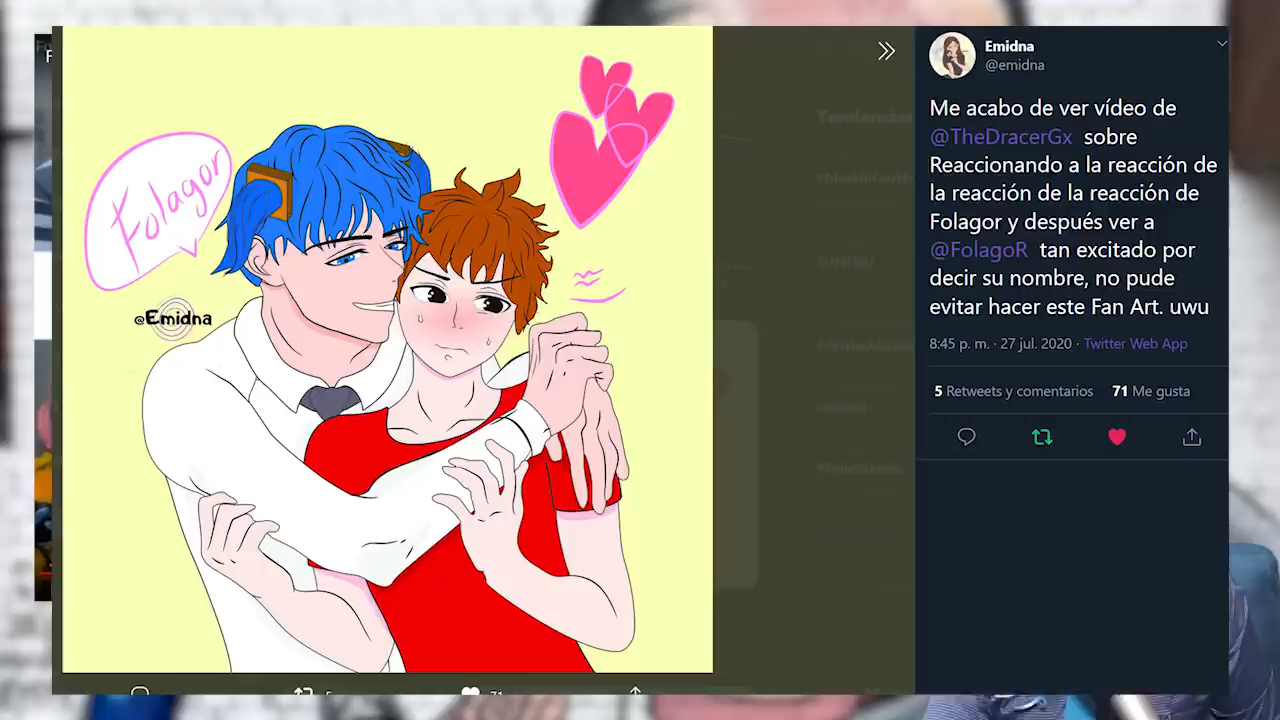 Folagor
@Emidna
Emidna
@emidna
Me acabo de ver vídeo de
@TheDracerGx sobre
Reaccionando a la reacción de
la reacción de la reacción de
Folagor y después ver a
@FolagoR tan excitado por
decir su nombre, no pude
evitar hacer este Fan Art. uwu
8:45 p. m. · 27 jul. 2020 · Twitter Web App
5 Retweets y comentarios 71 Me gusta
Tendencias